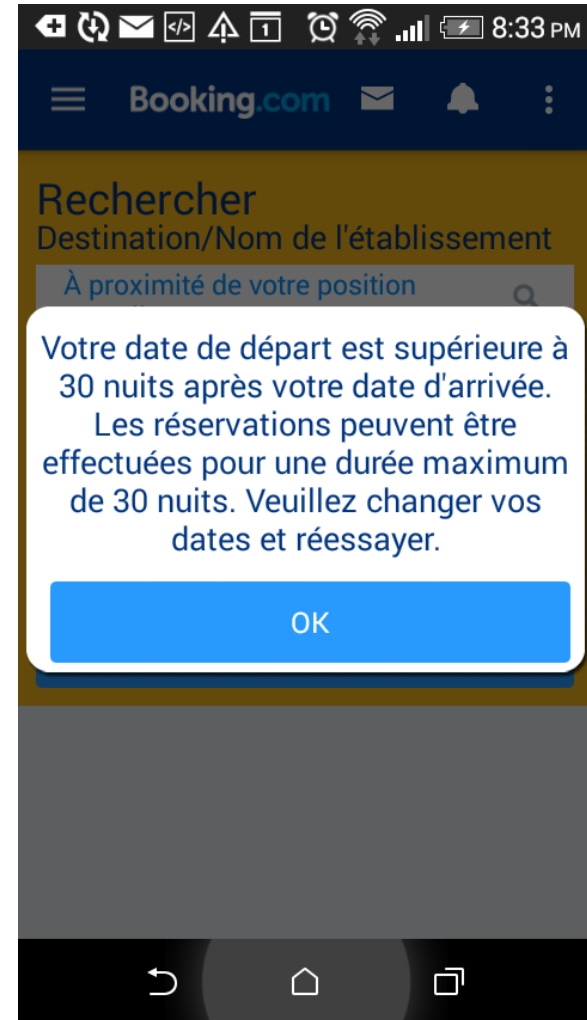 8:33 PM
Booking.com
Rechercher
Destination/Nom de l'établissement
À proximité de votre position
Votre date de départ est supérieure à
30 nuits après votre date d'arrivée.
Les réservations peuvent être
effectuées pour une durée maximum
de 30 nuits. Veuillez changer vos
dates et réessayer.
OK